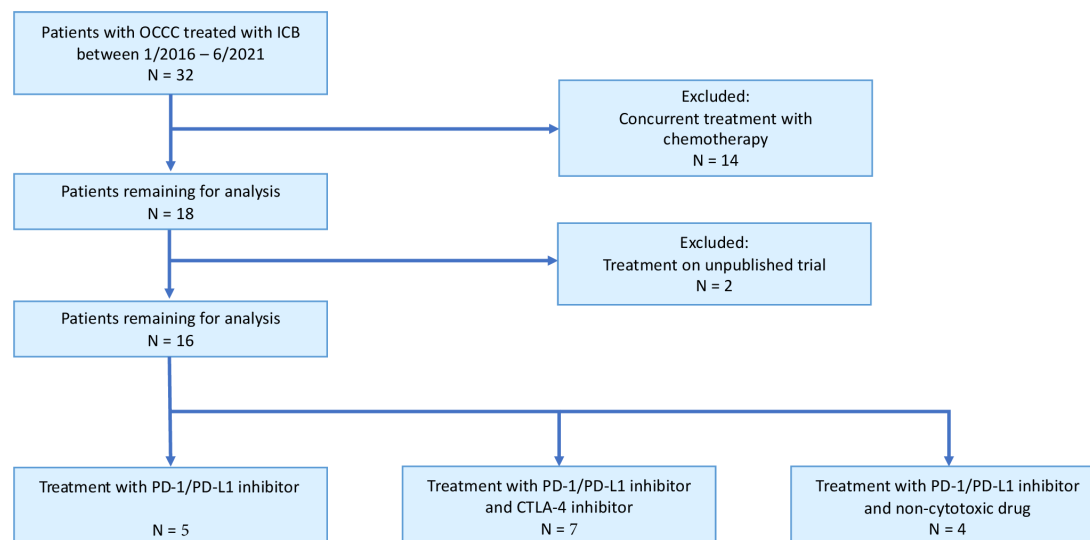 Patients with OCCC treated with ICB
between 1/2016 – 6/2021
N = 32
Excluded:
Concurrent treatment with
chemotherapy
N = 14
Patients remaining for analysis
N = 18
Excluded:
Treatment on unpublished trial
N = 2
Patients remaining for analysis
N = 16
Treatment with PD-1/PD-L1 inhibitor
N = 5
Treatment with PD-1/PD-L1 inhibitor
and CTLA-4 inhibitor
N = 7
Treatment with PD-1/PD-L1 inhibitor
and non-cytotoxic drug
N = 4